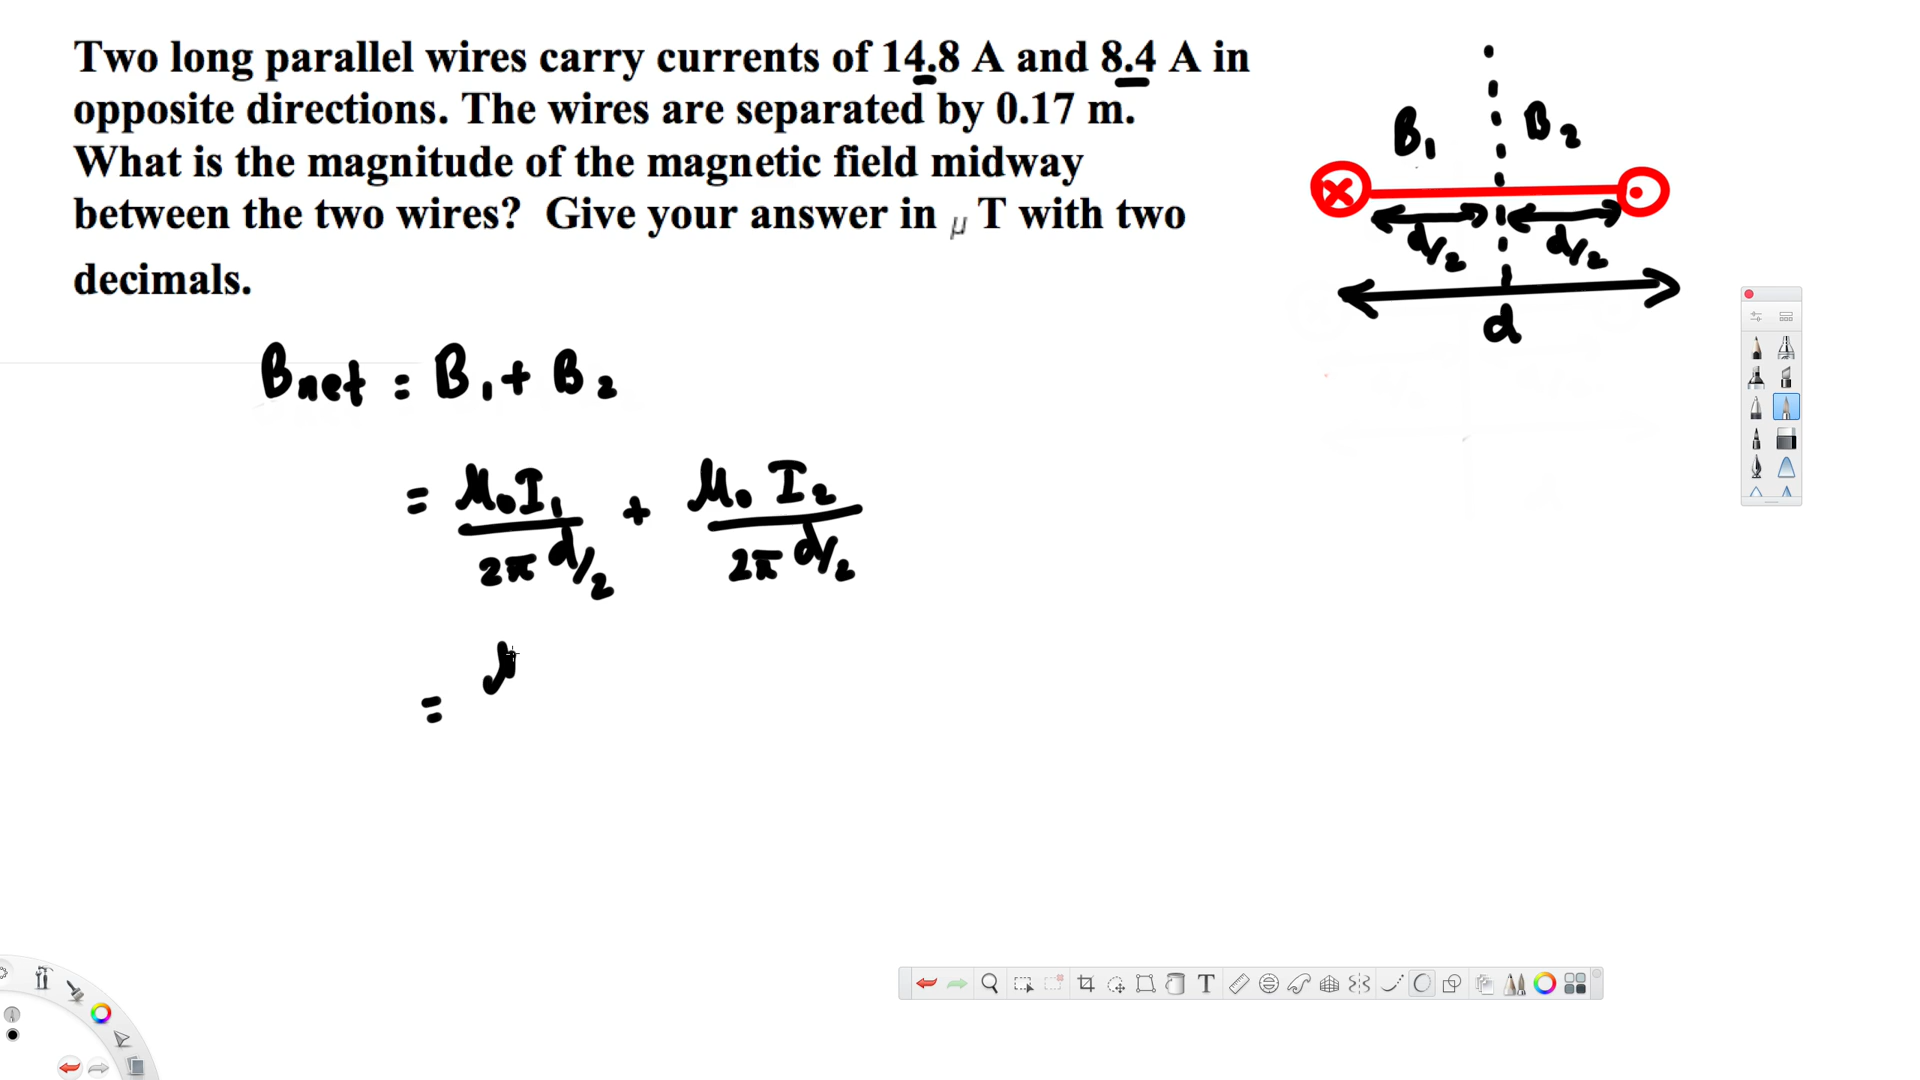 Two long parallel wires carry currents of 14.8 A and 8.4 A in
opposite directions. The wires are separated by 0.17 m.
What is the magnitude of the magnetic field midway
between the two wires?  Give your answer in μ T with two
decimals.
B₁ B₂
d/2 d/2
d
Bnet = B₁ + B₂
= μ₀I₁ / 2π d/2 + μ₀ I₂ / 2π d/2
=
T